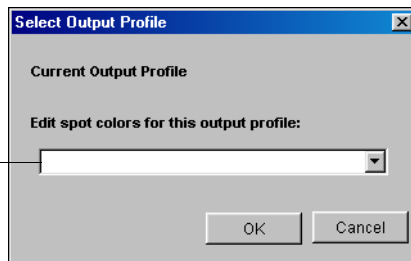 Select Output Profile
Current Output Profile
Edit spot colors for this output profile:
OK
Cancel